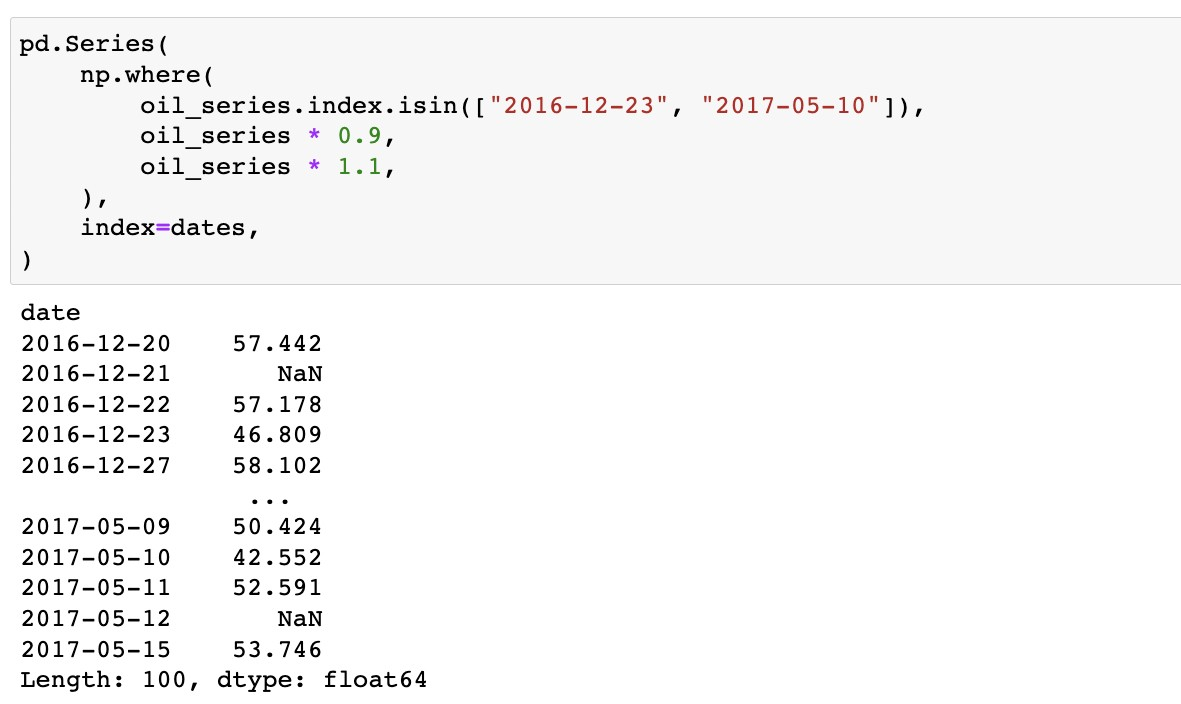 pd.Series(
    np.where(
        oil_series.index.isin(["2016-12-23", "2017-05-10"]),
        oil_series * 0.9,
        oil_series * 1.1,
    ),
    index=dates,
)
date
2016-12-20    57.442
2016-12-21       NaN
2016-12-22    57.178
2016-12-23    46.809
2016-12-27    58.102
               ...
2017-05-09    50.424
2017-05-10    42.552
2017-05-11    52.591
2017-05-12       NaN
2017-05-15    53.746
Length: 100, dtype: float64